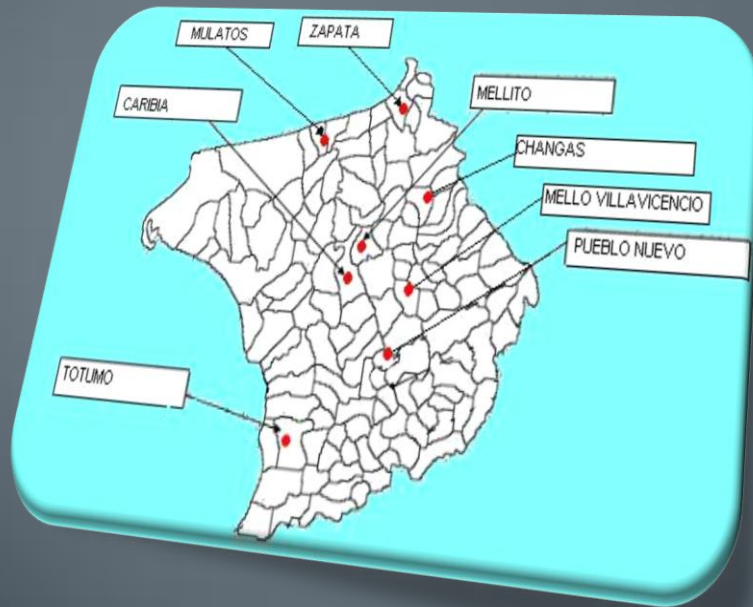 MULATOS
ZAPATA
CARIBIA
MELLITO
CHANGAS
MELLO VILLAVICENCIO
PUEBLO NUEVO
TOTUMO